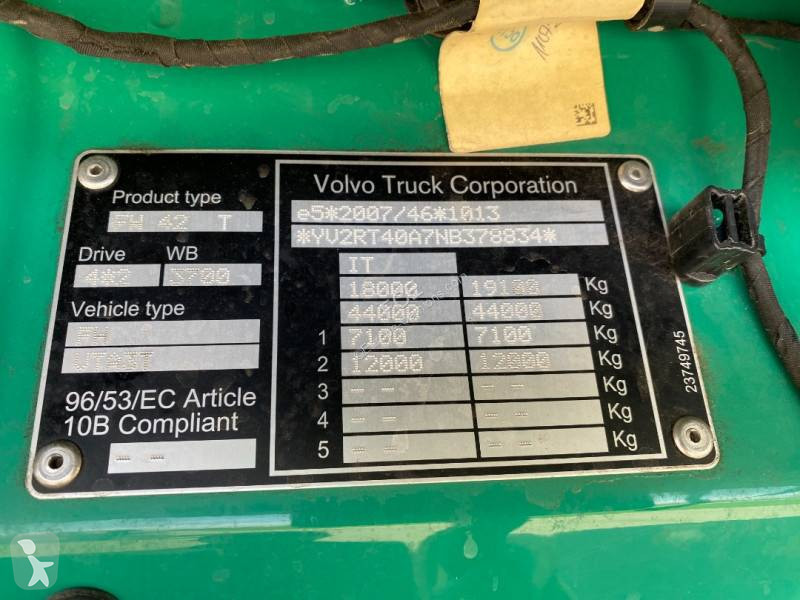 Product type
FH 42 T
Drive WB
4*2 3700
Vehicle type
FH
96/53/EC Article
10B Compliant
-- --
Volvo Truck Corporation
e5*2007/46*1013
*YV2RT40A7NB378834*
IT
18000 19100 Kg
44000 44000 Kg
1 7100 7100 Kg
2 12000 12000 Kg
3 -- -- -- -- Kg
4 -- -- -- -- Kg
5 -- -- -- -- Kg
23749745